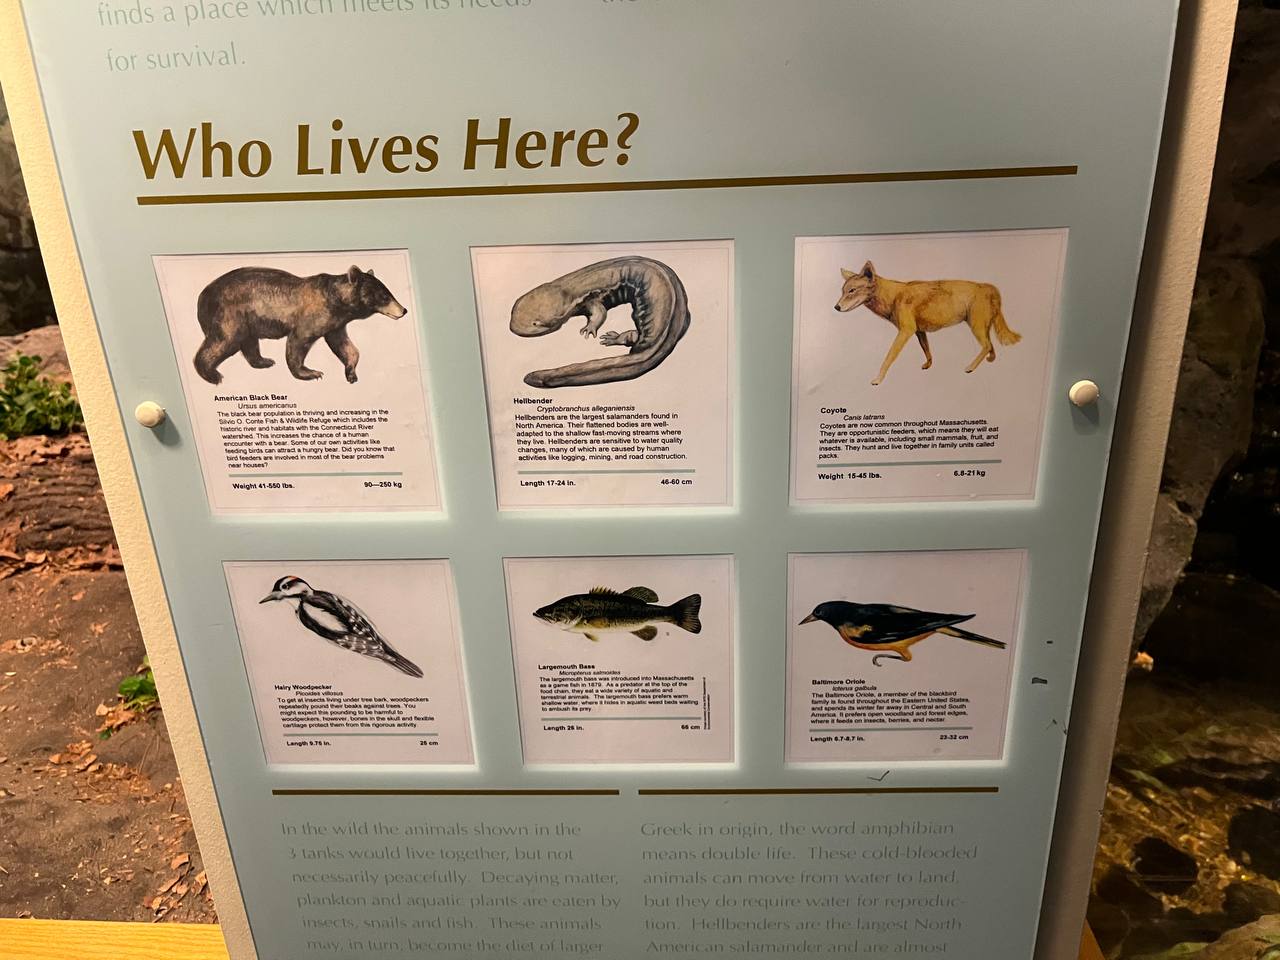 finds a place which meets its needs
for survival.
Who Lives Here?
American Black Bear
Ursus americanus
The black bear population is thriving and increasing in the
Silvio O. Conte Fish & Wildlife Refuge which includes the
historic river and habitats with the Connecticut River
watershed. This increases the chance of a human
encounter with a bear. Some of our own activities like
feeding birds can attract a hungry bear. Did you know that
bird feeders are involved in most of the bear problems
near houses?
Weight 41-550 lbs. 90—250 kg
Hellbender
Cryptobranchus alleganiensis
Hellbenders are the largest salamanders found in
North America. Their flattened bodies are well-
adapted to the shallow fast-moving streams where
they live. Hellbenders are sensitive to water quality
changes, many of which are caused by human
activities like logging, mining, and road construction.
Length 17-24 in. 46-60 cm
Coyote
Canis latrans
Coyotes are now common throughout Massachusetts.
They are opportunistic feeders, which means they will eat
whatever is available, including small mammals, fruit, and
insects. They hunt and live together in family units called
packs.
Weight 15-45 lbs. 6.8-21 kg
Hairy Woodpecker
Picoides villosus
To get at insects living under tree bark, woodpeckers
repeatedly pound their beaks against trees. You
might expect this pounding to be harmful to
woodpeckers, however, bones in the skull and flexible
cartilage protect them from this rigorous activity.
Length 9.75 in. 25 cm
Largemouth Bass
Micropterus salmoides
The largemouth bass was introduced into Massachusetts
as a game fish in 1879. As a predator at the top of the
food chain, they eat a wide variety of aquatic and
terrestrial animals. The largemouth bass prefers warm
shallow water, where it hides in aquatic weed beds waiting
to ambush its prey.
Length 26 in. 66 cm
Baltimore Oriole
Icterus galbula
The Baltimore Oriole, a member of the blackbird
family is found throughout the Eastern United States,
and spends its winter far away in Central and South
America. It prefers open woodland and forest edges,
where it feeds on insects, berries, and nectar.
Length 6.7-8.7 in. 23-32 cm
In the wild the animals shown in the
3 tanks would live together, but not
necessarily peacefully. Decaying matter,
plankton and aquatic plants are eaten by
insects, snails and fish. These animals
may, in turn, become the diet of larger
Greek in origin, the word amphibian
means double life. These cold-blooded
animals can move from water to land,
but they do require water for reproduc-
tion. Hellbenders are the largest North
American salamander and are almost